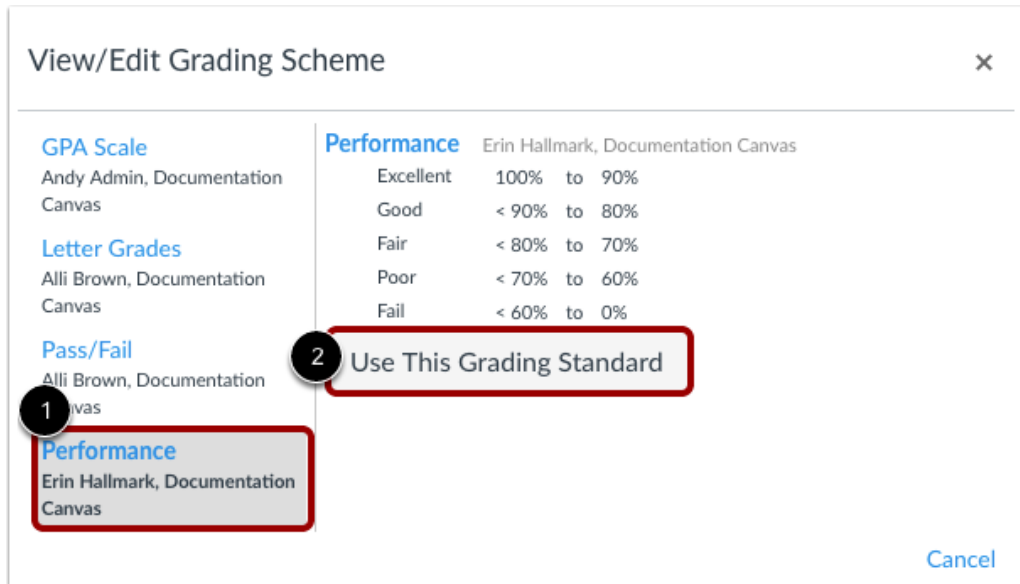 View/Edit Grading Scheme ×
GPA Scale
Andy Admin, Documentation
Canvas
Letter Grades
Alli Brown, Documentation
Canvas
Pass/Fail
Alli Brown, Documentation
vas
1
Performance
Erin Hallmark, Documentation
Canvas
Performance Erin Hallmark, Documentation Canvas
Excellent 100% to 90%
Good < 90% to 80%
Fair < 80% to 70%
Poor < 70% to 60%
Fail < 60% to 0%
2 Use This Grading Standard
Cancel